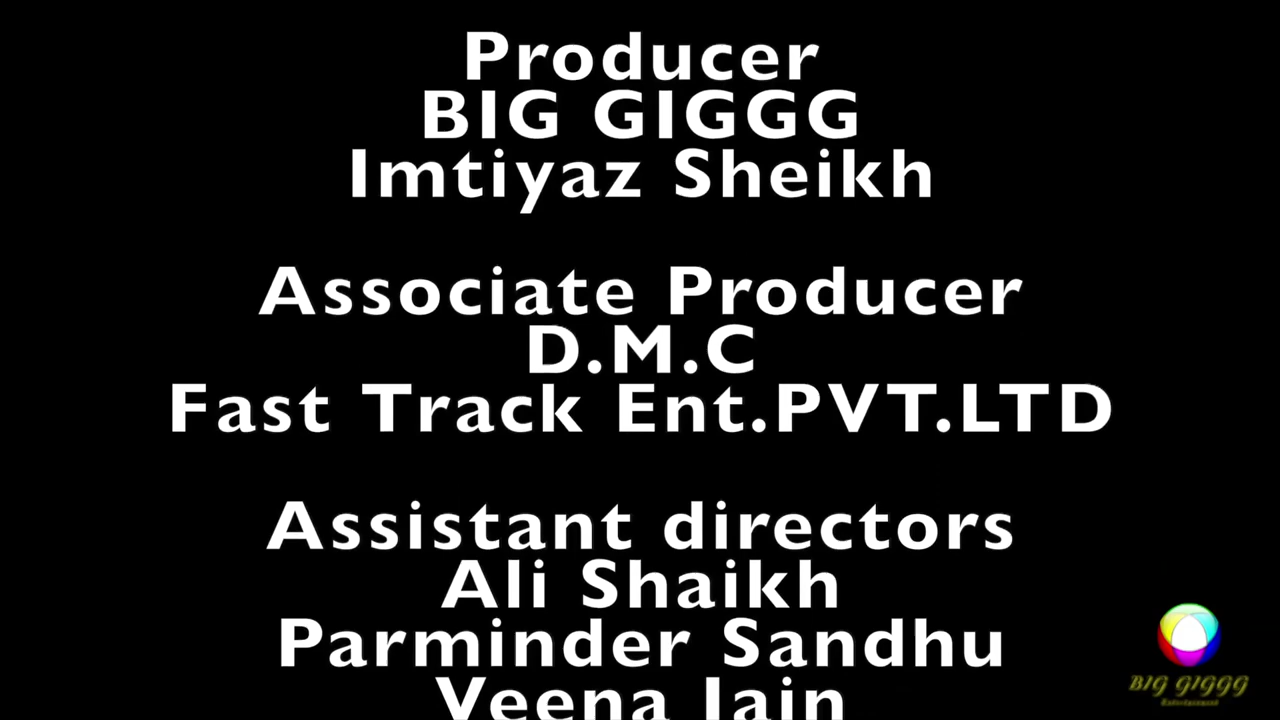 Producer
BIG GIGGG
Imtiyaz Sheikh
Associate Producer
D.M.C
Fast Track Ent.PVT.LTD
Assistant directors
Ali Shaikh
Parminder Sandhu
Veena Jain
BIG GIGGG
Entertainment